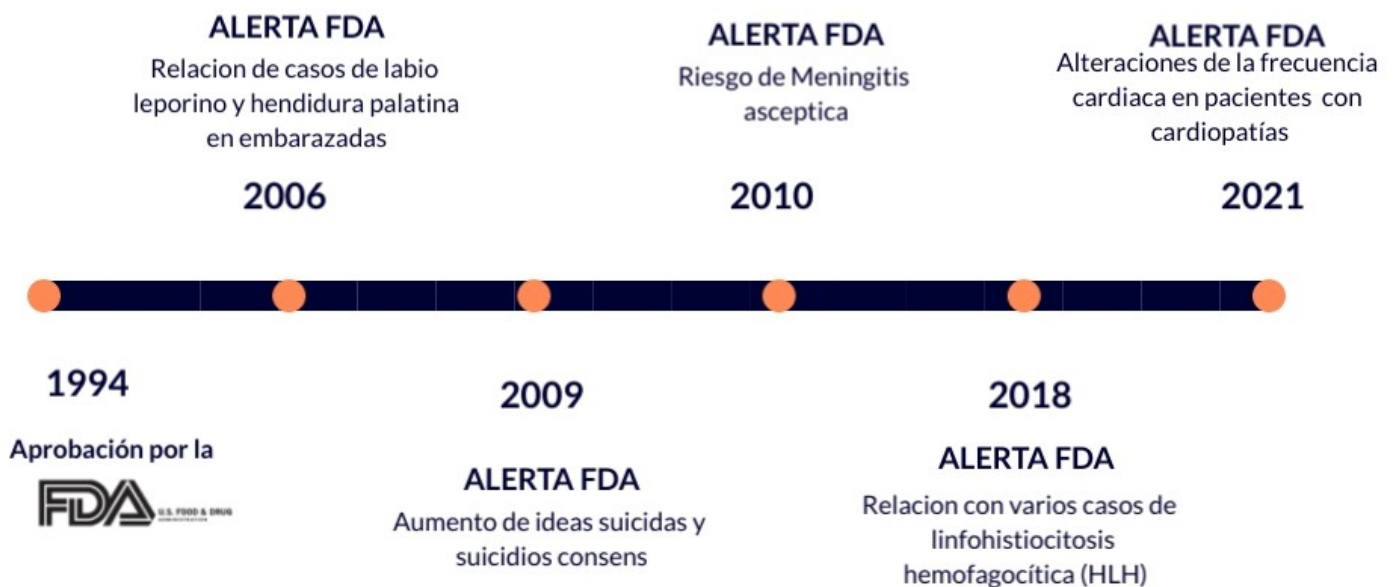 ALERTA FDA
Relacion de casos de labio
leporino y hendidura palatina
en embarazadas
2006
ALERTA FDA
Riesgo de Meningitis
asceptica
2010
ALERTA FDA
Alteraciones de la frecuencia
cardiaca en pacientes con
cardiopatías
2021
1994
Aprobación por la
FDA U.S. FOOD & DRUG
ADMINISTRATION
2009
ALERTA FDA
Aumento de ideas suicidas y
suicidios consens
2018
ALERTA FDA
Relacion con varios casos de
linfohistiocitosis
hemofagocítica (HLH)